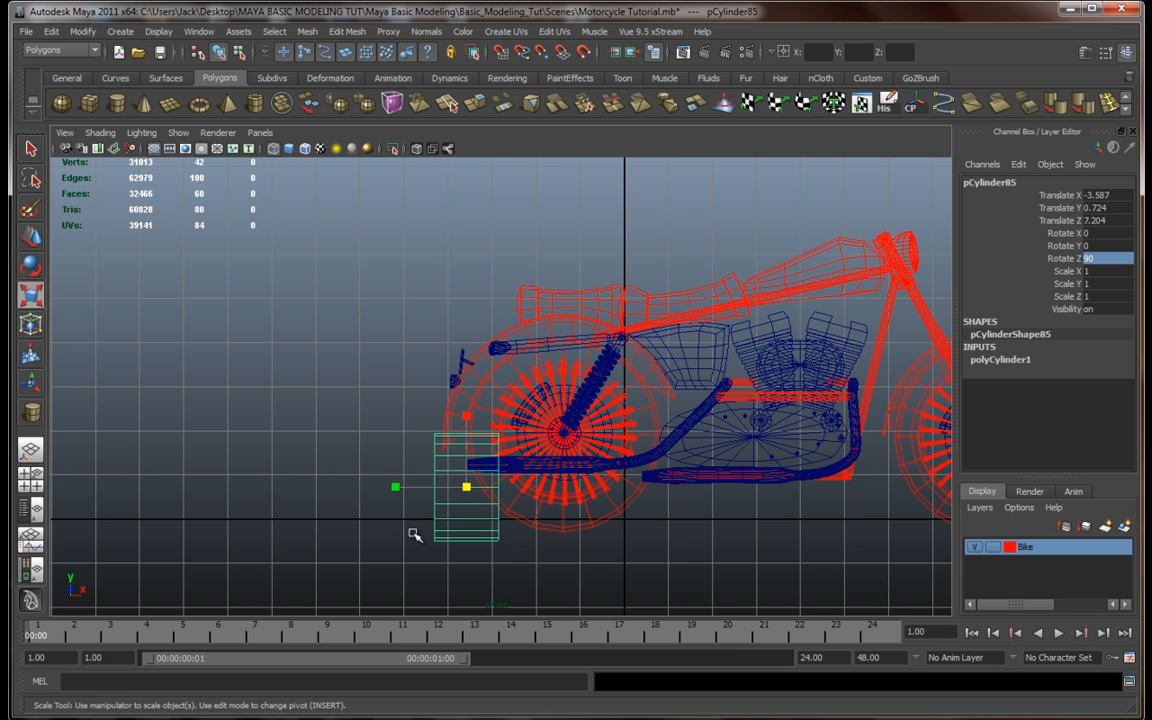 Autodesk Maya 2011 x64: C:\Users\Jack\Desktop\MAYA BASIC MODELING TUT\Maya Basic Modeling\Basic_Modeling_Tut\Scenes\Motorcycle Tutorial.mb* --- pCylinder85
File Edit Modify Create Display Window Assets Select Mesh Edit Mesh Proxy Normals Color Create UVs Edit UVs Muscle Vue 9.5 xStream Help
Polygons X: Y: Z:
General Curves Surfaces Polygons Subdivs Deformation Animation Dynamics Rendering PaintEffects Toon Muscle Fluids Fur Hair nCloth Custom GoZBrush
His CP
View Shading Lighting Show Renderer Panels
Channel Box / Layer Editor
Channels Edit Object Show
Verts: 31013 42 0
Edges: 62979 100 0
Faces: 32466 60 0
Tris: 60828 80 0
UVs: 39141 84 0
pCylinder85
Translate X -3.587
Translate Y 0.724
Translate Z 7.204
Rotate X 0
Rotate Y 0
Rotate Z 90
Scale X 1
Scale Y 1
Scale Z 1
Visibility on
SHAPES
pCylinderShape85
INPUTS
polyCylinder1
Display Render Anim
Layers Options Help
V Bike
y
x
1 2 3 4 5 6 7 8 9 10 11 12 13 14 15 16 17 18 19 20 21 22 23 24
00:00 1.00
1.00 1.00 00:00:00:01 00:00:01:00 24.00 48.00 No Anim Layer No Character Set
MEL
Scale Tool: Use manipulator to scale object(s). Use edit mode to change pivot (INSERT).